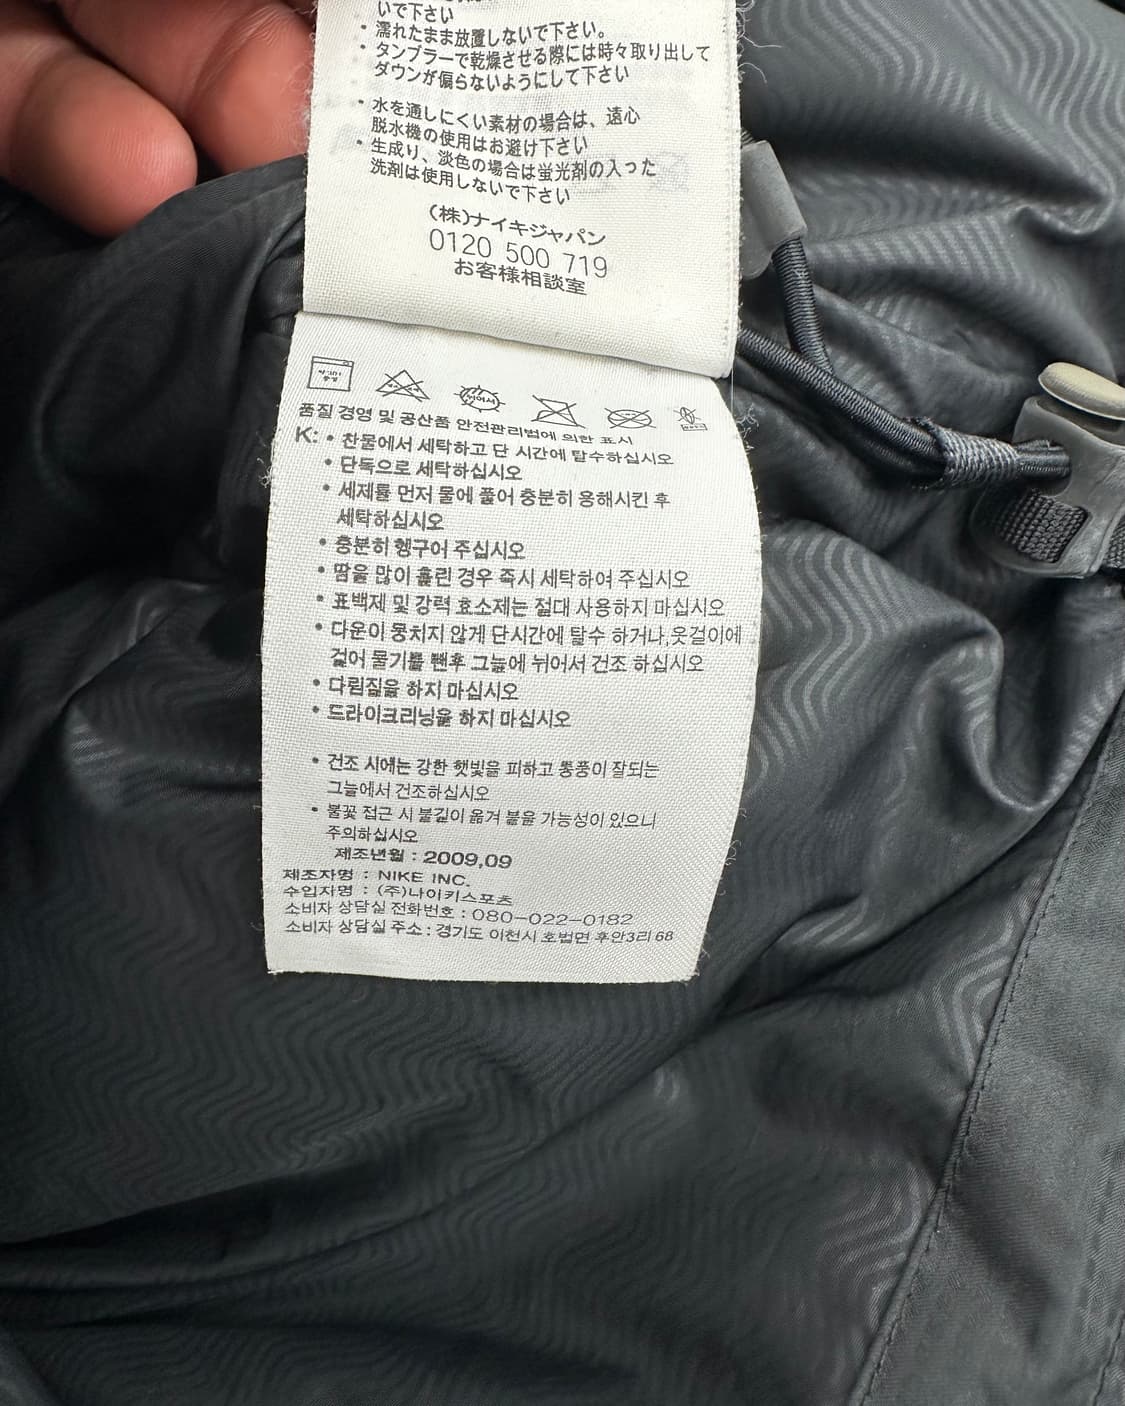 いで下さい
・濡れたまま放置しないで下さい。
・タンブラーで乾燥させる際には時々取り出して
ダウンが偏らないようにして下さい
・水を通しにくい素材の場合は、遠心
脱水機の使用はお避け下さい
・生成り、淡色の場合は蛍光剤の入った
洗剤は使用しないで下さい
(株)ナイキジャパン
0120 500 719
お客様相談室
품질 경영 및 공산품 안전관리법에 의한 표시
K: • 찬물에서 세탁하고 단 시간에 탈수하십시오
• 단독으로 세탁하십시오
• 세제를 먼저 물에 풀어 충분히 용해시킨 후
세탁하십시오
• 충분히 헹구어 주십시오
• 땀을 많이 흘린 경우 즉시 세탁하여 주십시오
• 표백제 및 강력 효소제는 절대 사용하지 마십시오
• 다운이 뭉치지 않게 단시간에 탈수 하거나,옷걸이에
걸어 물기를 뺀후 그늘에 뉘어서 건조 하십시오
• 다림질을 하지 마십시오
• 드라이크리닝을 하지 마십시오
• 건조 시에는 강한 햇빛을 피하고 통풍이 잘되는
그늘에서 건조하십시오
• 불꽃 접근 시 불길이 옮겨 붙을 가능성이 있으니
주의하십시오
제조년월 : 2009.09
제조자명 : NIKE INC.
수입자명 : (주)나이키스포츠
소비자 상담실 전화번호 : 080-022-0182
소비자 상담실 주소 : 경기도 이천시 호법면 후안3리 68